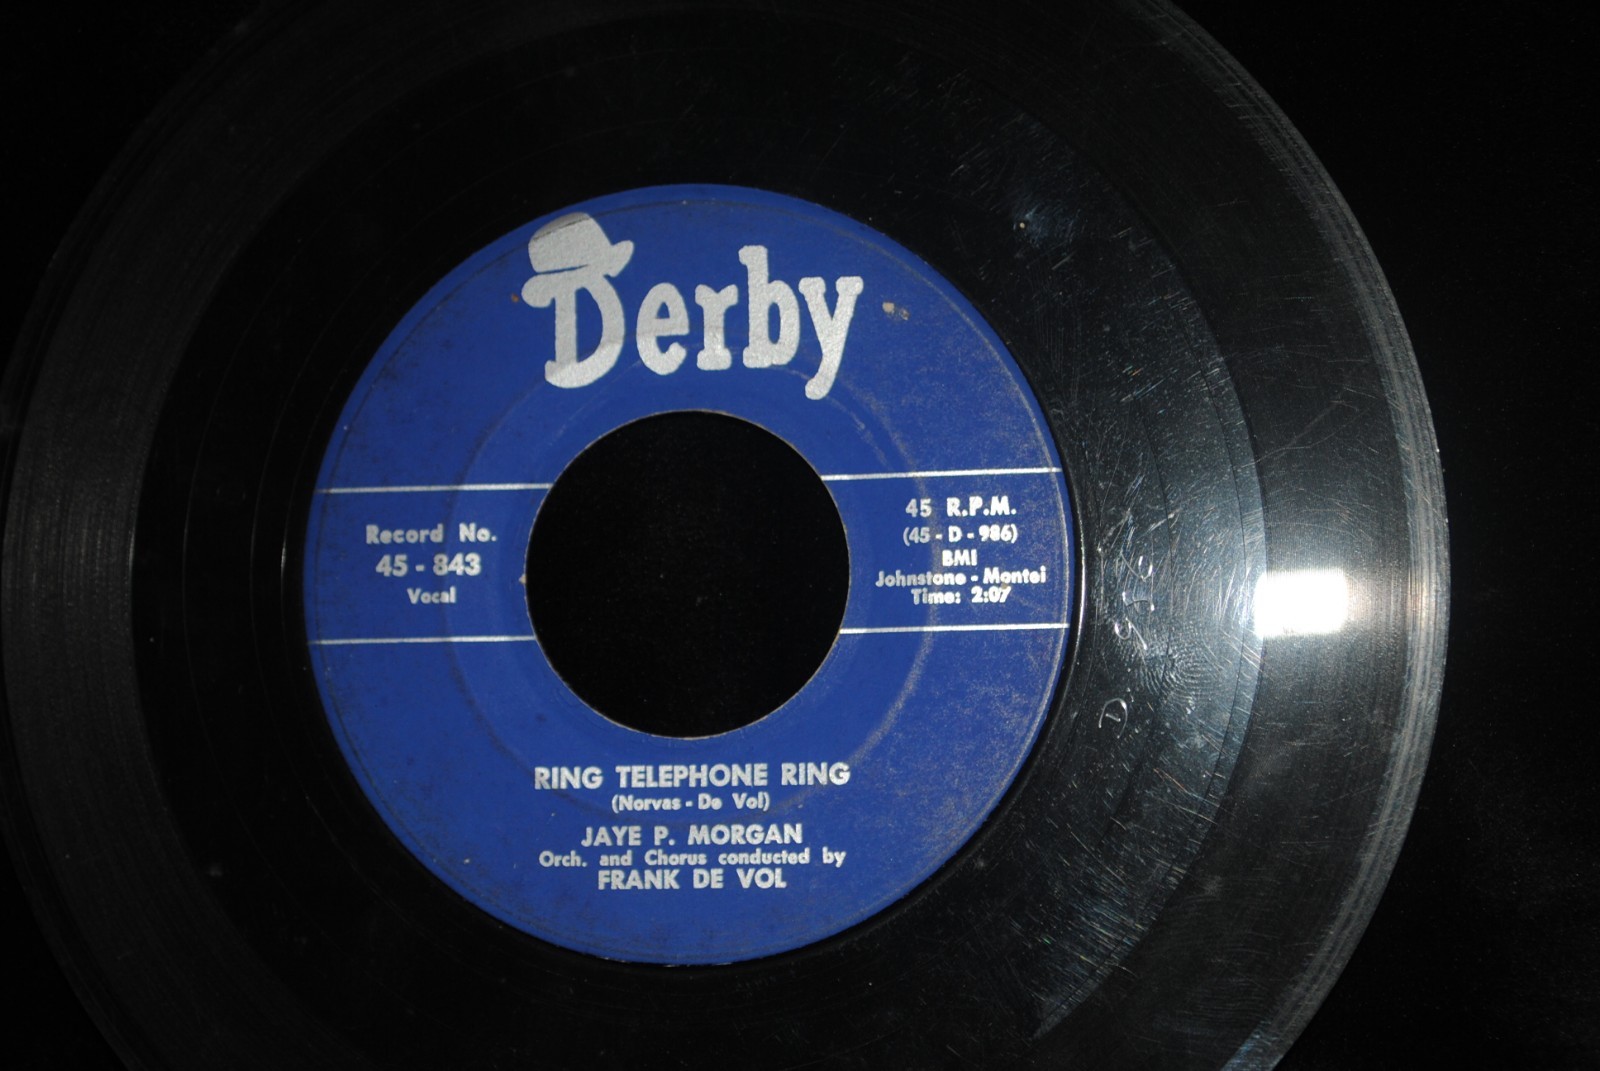 Derby
Record No.
45 - 843
Vocal
45 R.P.M.
(45 - D - 986)
BMI
Johnstone - Montei
Time: 2:07
RING TELEPHONE RING
(Norvas - De Vol)
JAYE P. MORGAN
Orch. and Chorus conducted by
FRANK DE VOL